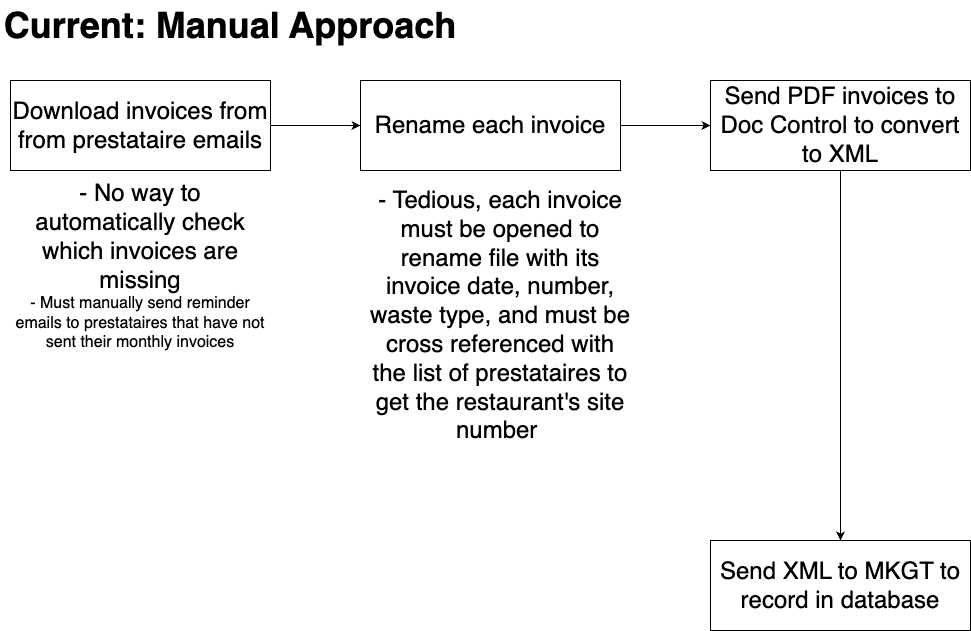 Current: Manual Approach
Download invoices from
from prestataire emails
Rename each invoice
Send PDF invoices to
Doc Control to convert
to XML
- No way to
automatically check
which invoices are
missing
- Must manually send reminder
emails to prestataires that have not
sent their monthly invoices
- Tedious, each invoice
must be opened to
rename file with its
invoice date, number,
waste type, and must be
cross referenced with
the list of prestataires to
get the restaurant's site
number
Send XML to MKGT to
record in database